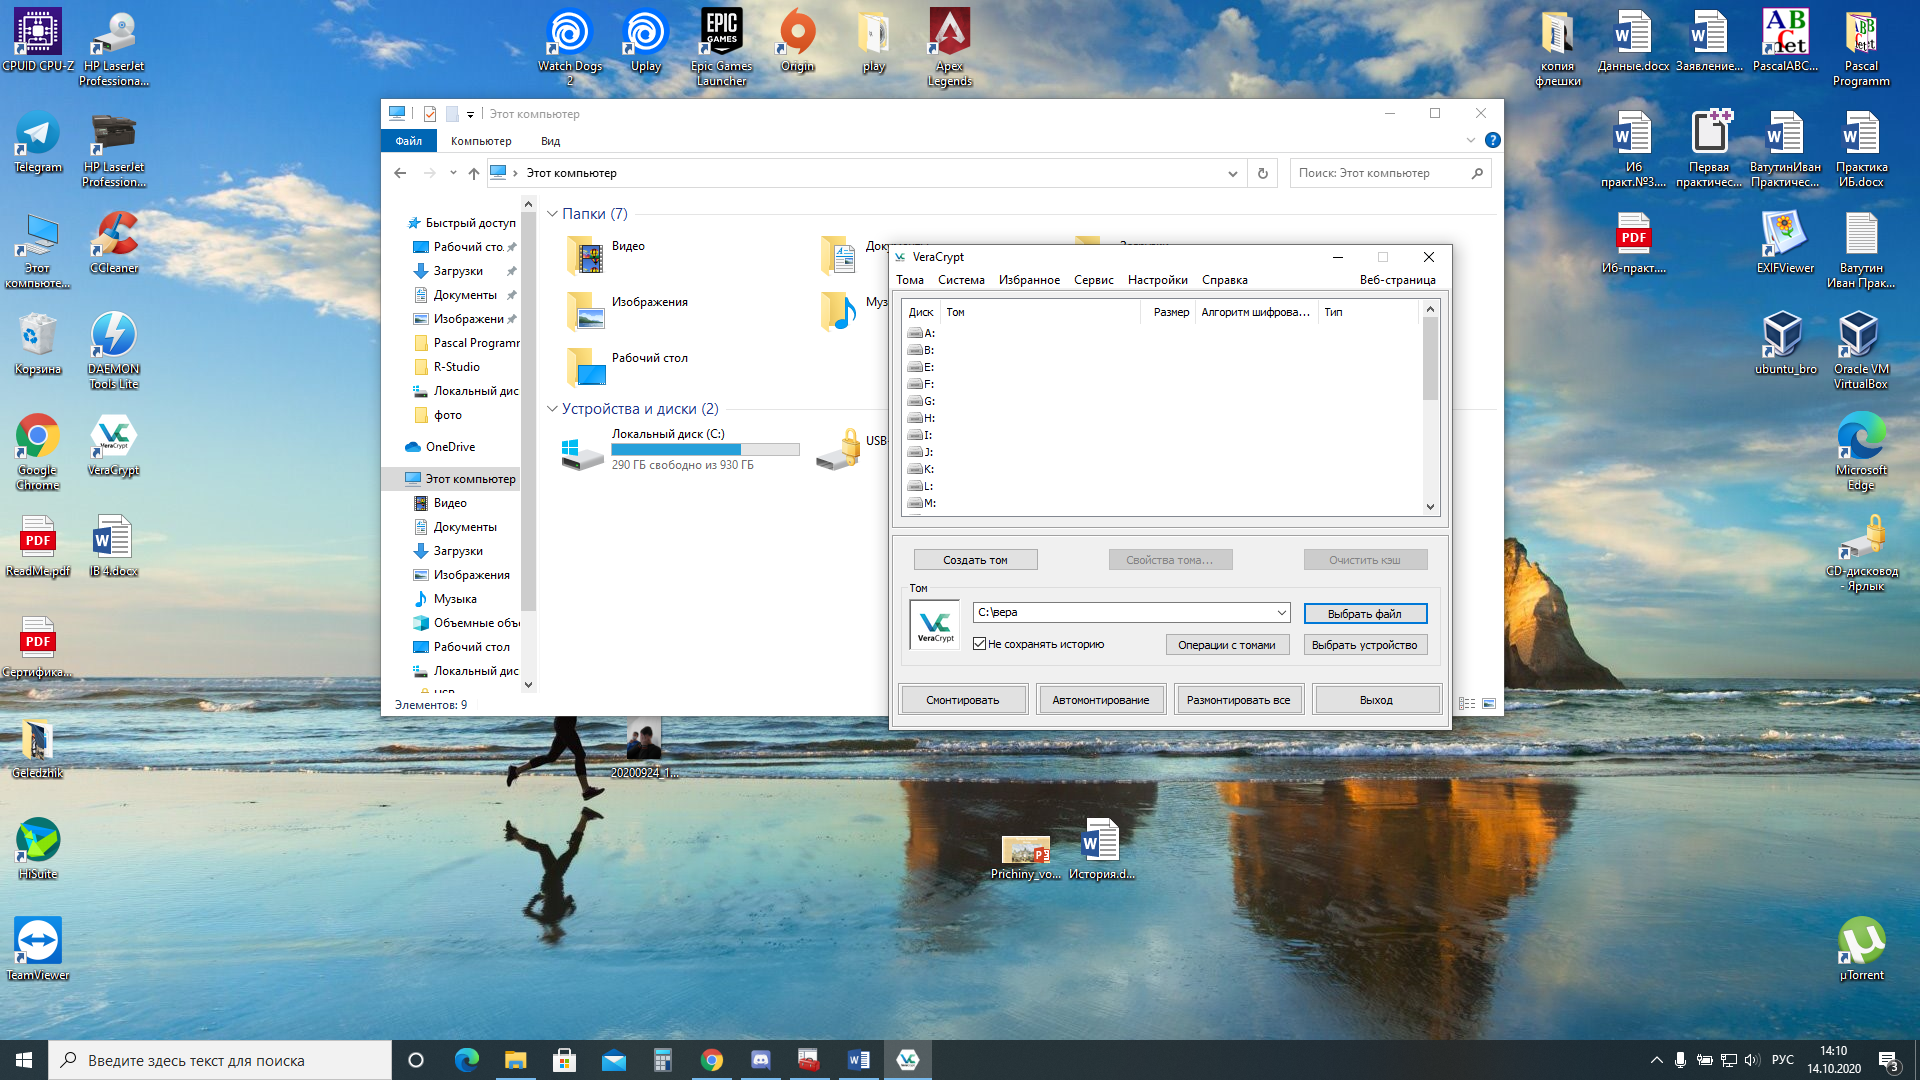 CPUID CPU-Z
HP LaserJet
Professiona...
Watch Dogs
2
Uplay
EPIC
GAMES
Epic Games
Launcher
Origin
play
Apex
Legends
копия
флешки
Данные.docx
Заявление...
PascalABC...
Pascal
Programm
Telegram
HP LaserJet
Profession...
Иб
практ.№3....
Первая
практичес...
ВатутинИван
Практичес...
Практика
ИБ.docx
Этот
компьюте...
CCleaner
PDF
Иб-практ....
EXIFViewer
Ватутин
Иван Прак...
Корзина
DAEMON
Tools Lite
ubuntu_bro
Oracle VM
VirtualBox
Google
Chrome
VeraCrypt
Microsoft
Edge
PDF
ReadMe.pdf
IB 4.docx
CD-дисковод
- Ярлык
PDF
Сертифика...
Geledzhik
HiSuite
TeamViewer
20200924_1...
Prichiny_vo...
История.d...
µTorrent
Этот компьютер
Файл
Компьютер
Вид
Этот компьютер
Поиск: Этот компьютер
Быстрый доступ
Рабочий сто
Загрузки
Документы
Изображени
Pascal Programm
R-Studio
Локальный дис
фото
OneDrive
Этот компьютер
Видео
Документы
Загрузки
Изображения
Музыка
Объемные объе
Рабочий стол
Локальный дис
Папки (7)
Видео
Изображения
Муз
Рабочий стол
Устройства и диски (2)
Локальный диск (C:)
290 ГБ свободно из 930 ГБ
USB-
Элементов: 9
VeraCrypt
Тома
Система
Избранное
Сервис
Настройки
Справка
Веб-страница
Диск
Том
Размер
Алгоритм шифрова...
Тип
A:
B:
E:
F:
G:
H:
I:
J:
K:
L:
M:
Создать том
Свойства тома...
Очистить кэш
Том
VeraCrypt
C:\вера
Выбрать файл
Не сохранять историю
Операции с томами
Выбрать устройство
Смонтировать
Автомонтирование
Размонтировать все
Выход
Введите здесь текст для поиска
РУС
14:10
14.10.2020
3